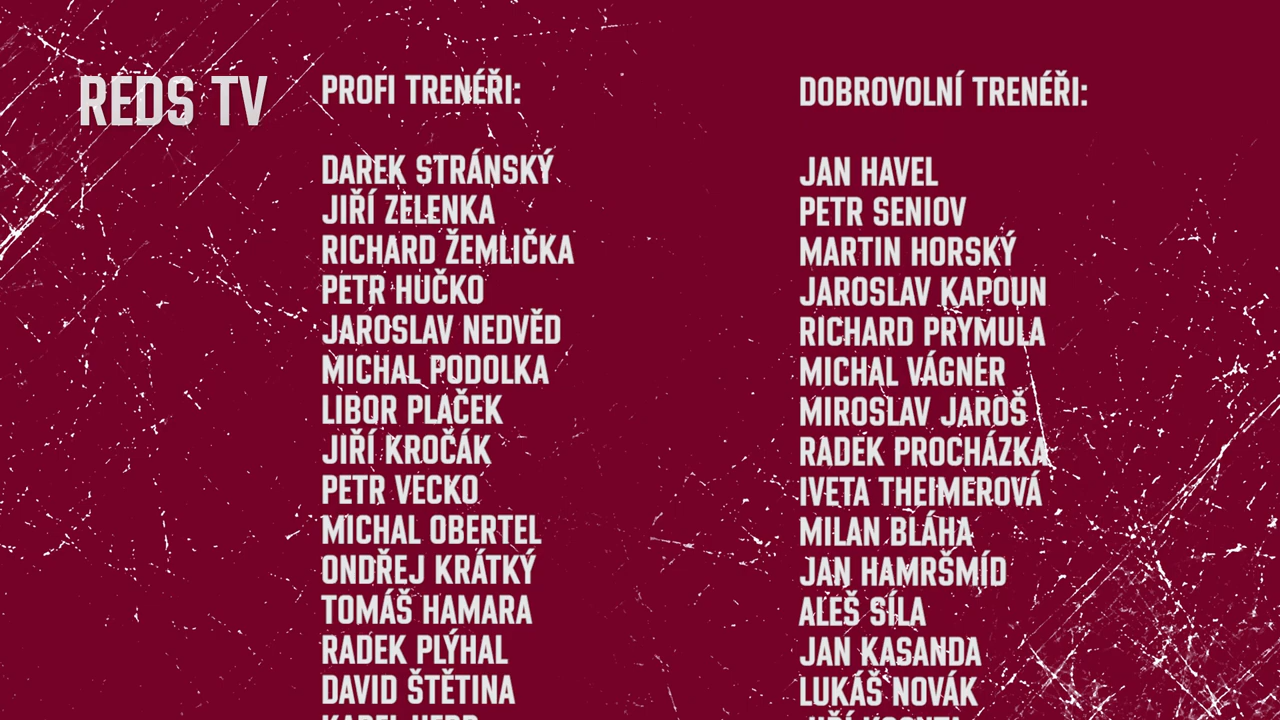 REDS TV
PROFI TRENÉŘI:
DAREK STRÁNSKÝ
JIŘÍ ZELENKA
RICHARD ŽEMLIČKA
PETR HUČKO
JAROSLAV NEDVĚD
MICHAL PODOLKA
LIBOR PLAČEK
JIŘÍ KROČÁK
PETR VECKO
MICHAL OBERTEL
ONDŘEJ KRÁTKÝ
TOMÁŠ HAMARA
RADEK PLÝHAL
DAVID ŠTĚTINA
DOBROVOLNÍ TRENÉŘI:
JAN HAVEL
PETR SENIOV
MARTIN HORSKÝ
JAROSLAV KAPOUN
RICHARD PRYMULA
MICHAL VÁGNER
MIROSLAV JAROŠ
RADEK PROCHÁZKA
IVETA THEIMEROVÁ
MILAN BLÁHA
JAN HAMRŠMÍD
ALEŠ SÍLA
JAN KASANDA
LUKÁŠ NOVÁK